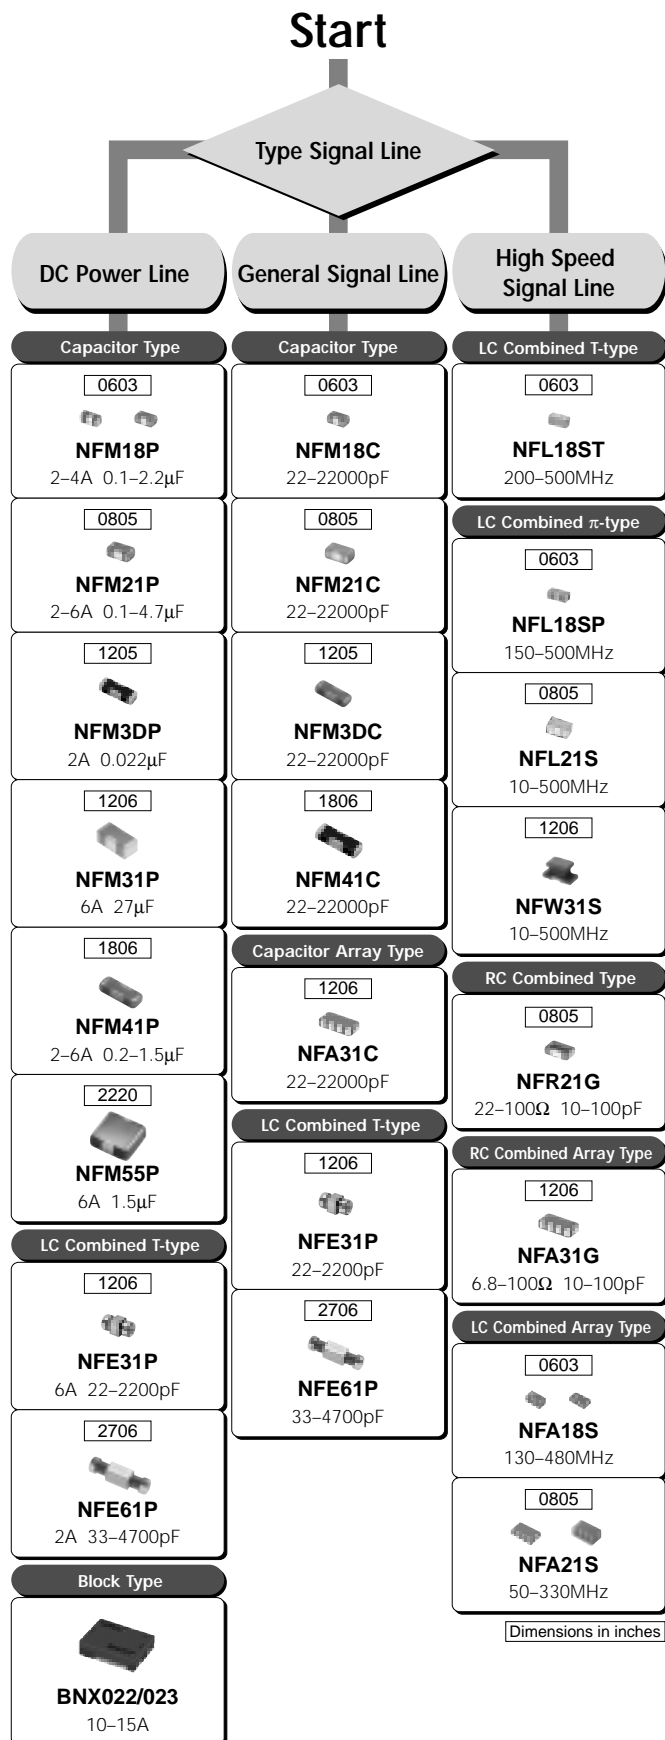 Start
Type Signal Line
DC Power Line
Capacitor Type
0603
NFM18P
2–4A 0.1–2.2μF
0805
NFM21P
2–6A 0.1–4.7μF
1205
NFM3DP
2A 0.022μF
1206
NFM31P
6A 27μF
1806
NFM41P
2–6A 0.2–1.5μF
2220
NFM55P
6A 1.5μF
LC Combined T-type
1206
NFE31P
6A 22–2200pF
2706
NFE61P
2A 33–4700pF
Block Type
BNX022/023
10–15A
General Signal Line
Capacitor Type
0603
NFM18C
22–22000pF
0805
NFM21C
22–22000pF
1205
NFM3DC
22–22000pF
1806
NFM41C
22–22000pF
Capacitor Array Type
1206
NFA31C
22–22000pF
LC Combined T-type
1206
NFE31P
22–2200pF
2706
NFE61P
33–4700pF
High Speed
Signal Line
LC Combined T-type
0603
NFL18ST
200–500MHz
LC Combined π-type
0603
NFL18SP
150–500MHz
0805
NFL21S
10–500MHz
1206
NFW31S
10–500MHz
RC Combined Type
0805
NFR21G
22–100Ω 10–100pF
RC Combined Array Type
1206
NFA31G
6.8–100Ω 10–100pF
LC Combined Array Type
0603
NFA18S
130–480MHz
0805
NFA21S
50–330MHz
Dimensions in inches